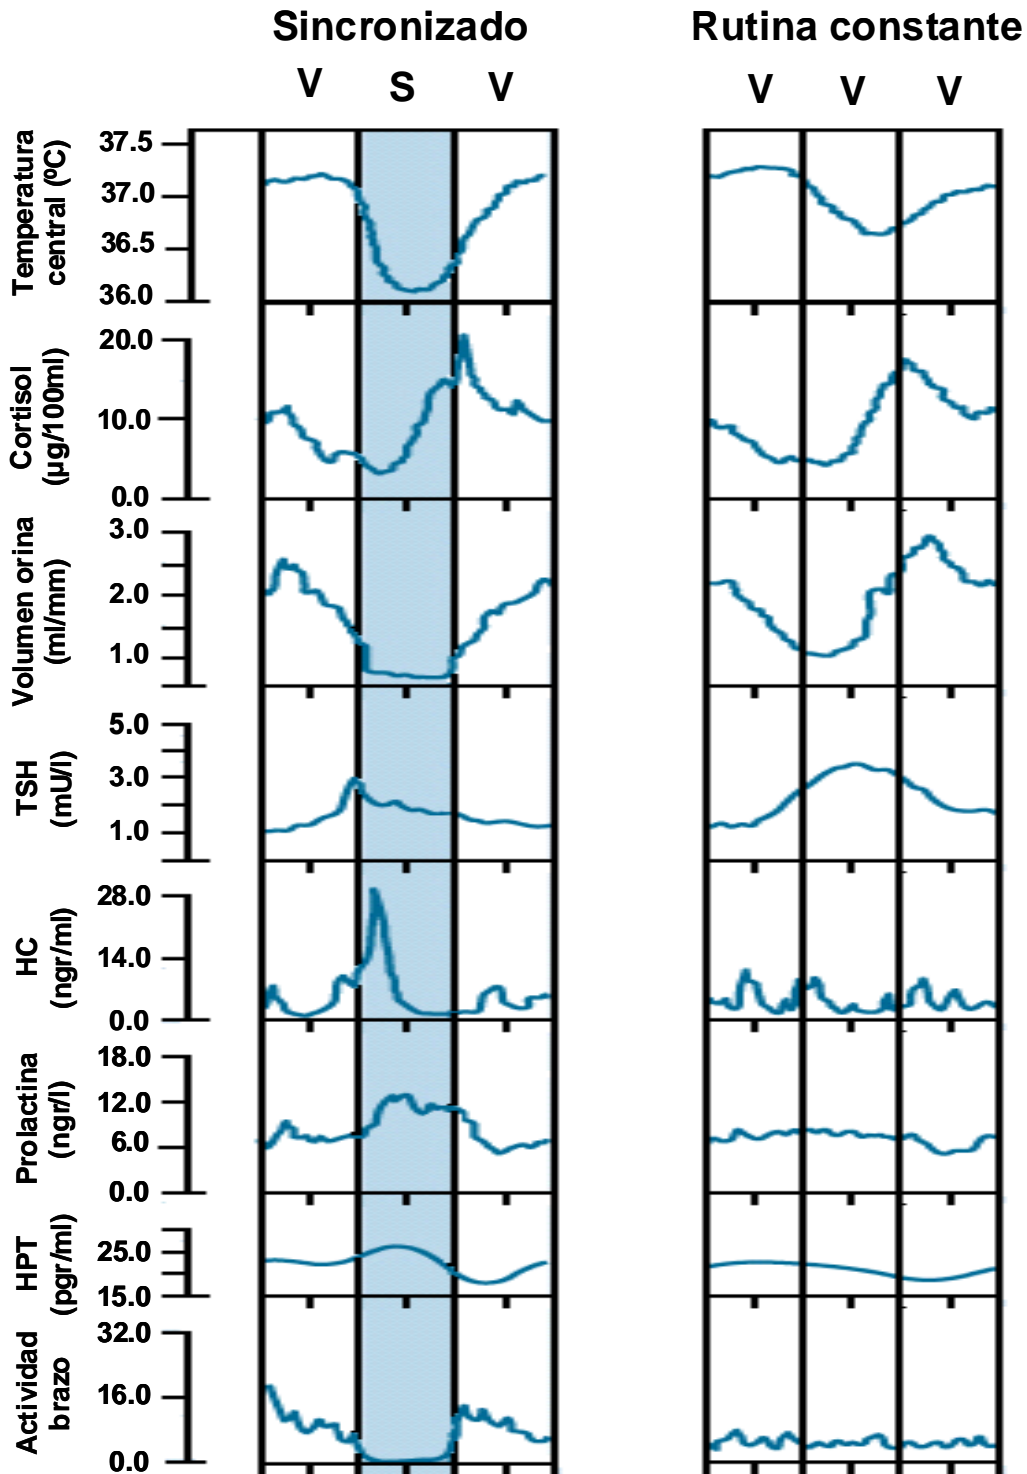 Sincronizado
Rutina constante
V S V
V V V
Temperatura
central (ºC)
37.5
37.0
36.5
36.0
Cortisol
(µg/100ml)
20.0
10.0
0.0
Volumen orina
(ml/mm)
3.0
2.0
1.0
TSH
(mU/l)
5.0
3.0
1.0
HC
(ngr/ml)
28.0
14.0
0.0
Prolactina
(ngr/l)
18.0
12.0
6.0
0.0
HPT
(pgr/ml)
25.0
15.0
Actividad
brazo
32.0
16.0
0.0